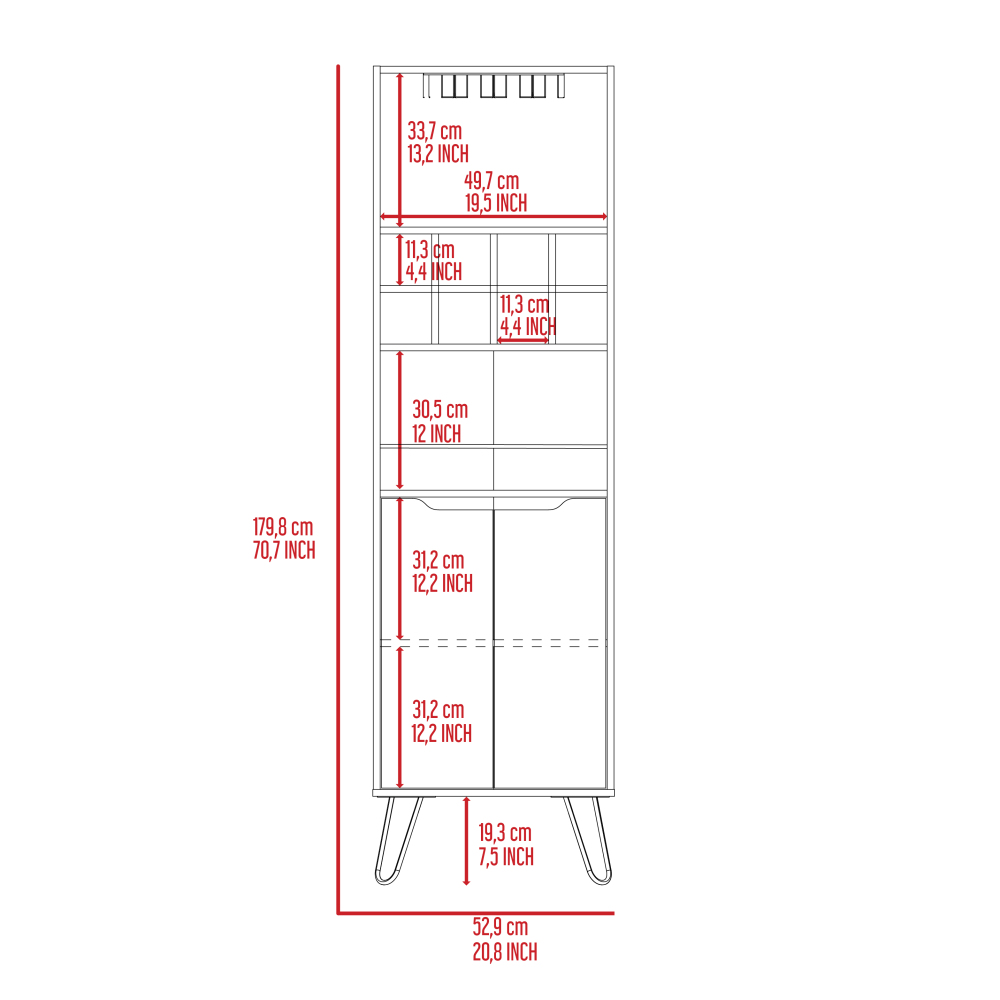 33,7 cm
13,2 INCH
49,7 cm
19,5 INCH
11,3 cm
4,4 INCH
11,3 cm
4,4 INCH
30,5 cm
12 INCH
179,8 cm
70,7 INCH
31,2 cm
12,2 INCH
31,2 cm
12,2 INCH
19,3 cm
7,5 INCH
52,9 cm
20,8 INCH